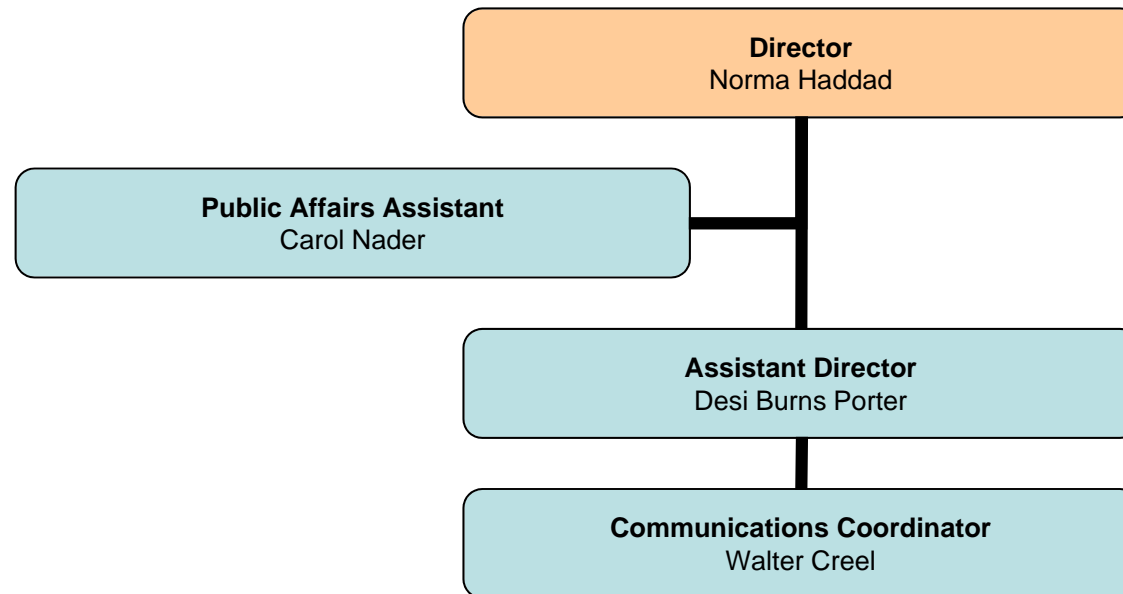 Director
Norma Haddad
Public Affairs Assistant
Carol Nader
Assistant Director
Desi Burns Porter
Communications Coordinator
Walter Creel